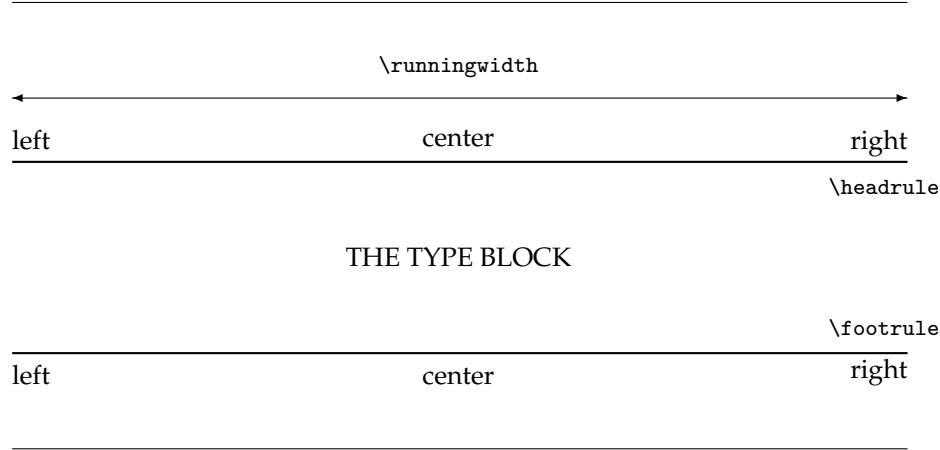 \runningwidth
left center right
\headrule
THE TYPE BLOCK
\footrule
left center right